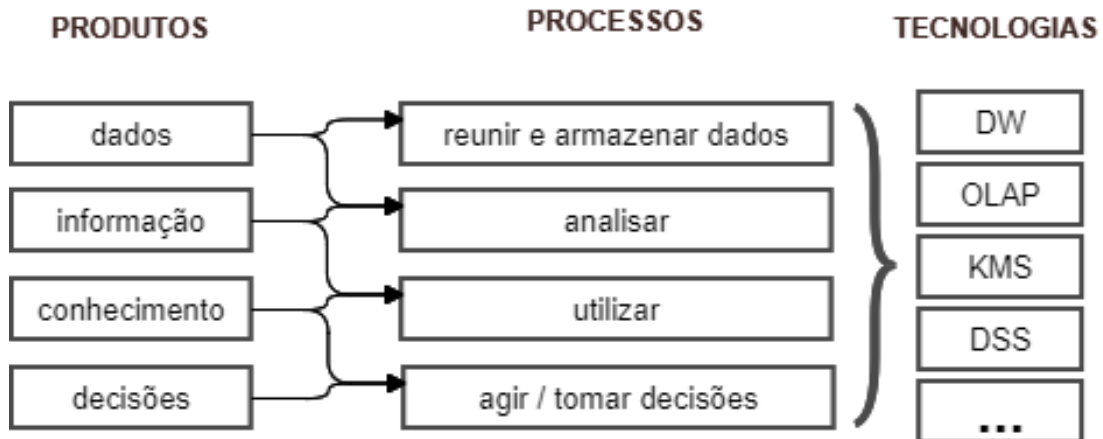 PRODUTOS
PROCESSOS
TECNOLOGIAS
dados
reunir e armazenar dados
DW
informação
analisar
OLAP
conhecimento
utilizar
KMS
DSS
decisões
agir / tomar decisões
...